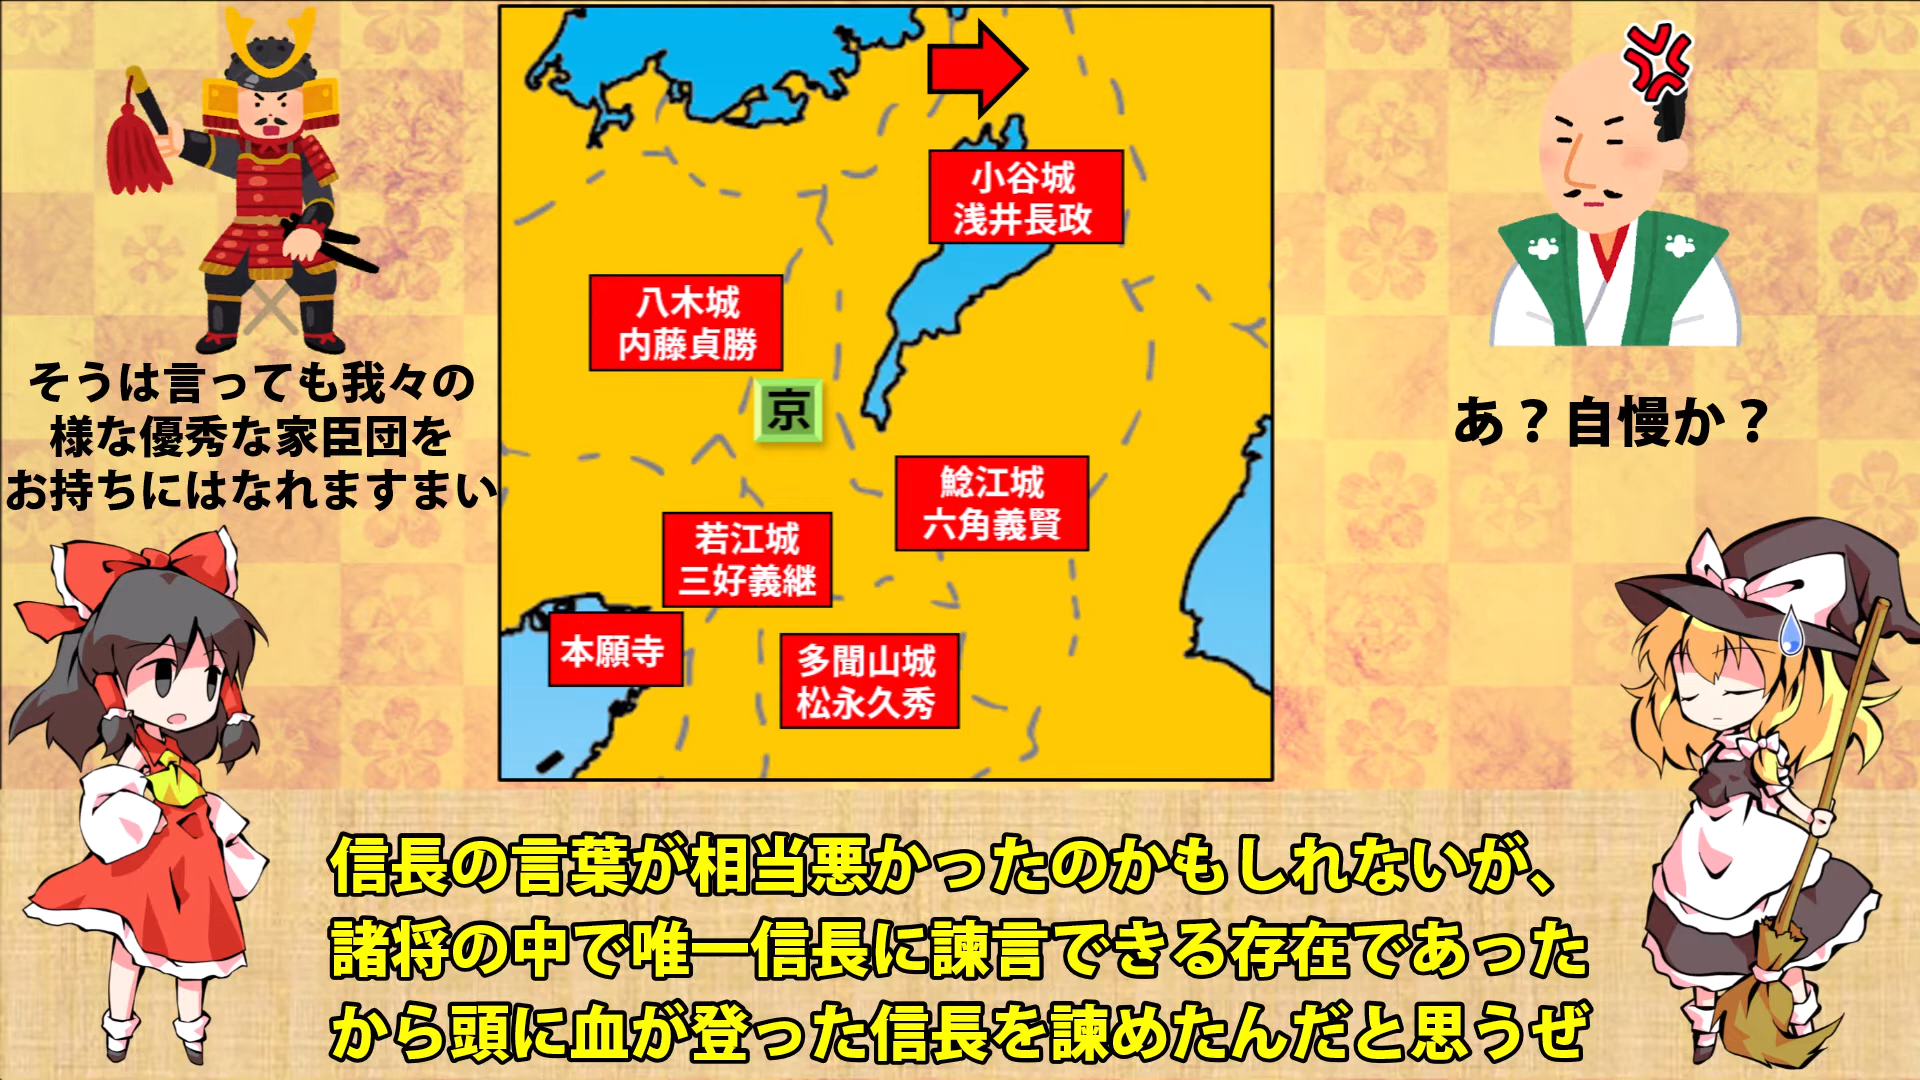 小谷城
浅井長政
八木城
内藤貞勝
京
鯰江城
六角義賢
若江城
三好義継
本願寺
多聞山城
松永久秀
そうは言っても我々の
様な優秀な家臣団を
お持ちにはなれますまい
あ？自慢か？
信長の言葉が相当悪かったのかもしれないが、
諸将の中で唯一信長に諫言できる存在であった
から頭に血が登った信長を諫めたんだと思うぜ